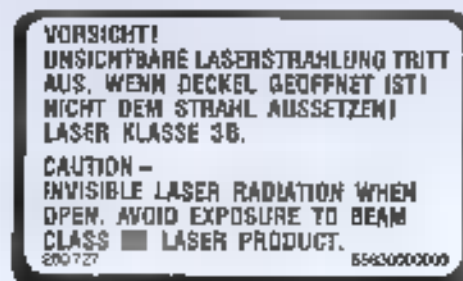 VORSICHT!
UNSICHTBARE LASERSTRAHLUNG TRITT
AUS, WENN DECKEL GEOFFNET IST!
NICHT DEM STRAHL AUSSETZEN!
LASER KLASSE 3B.
CAUTION –
INVISIBLE LASER RADIATION WHEN
OPEN. AVOID EXPOSURE TO BEAM
CLASS LASER PRODUCT.